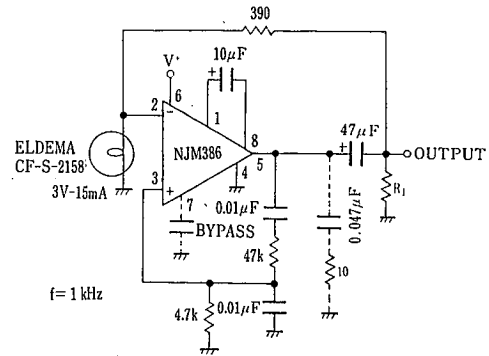 390
V+
10μF
6
2
−
1
ELDEMA
CF-S-2158
3V-15mA
NJM386
8
5
4
47μF
OUTPUT
3
+
7
BYPASS
0.01μF
R1
0.047μF
47k
10
f= 1 kHz
4.7k
0.01μF